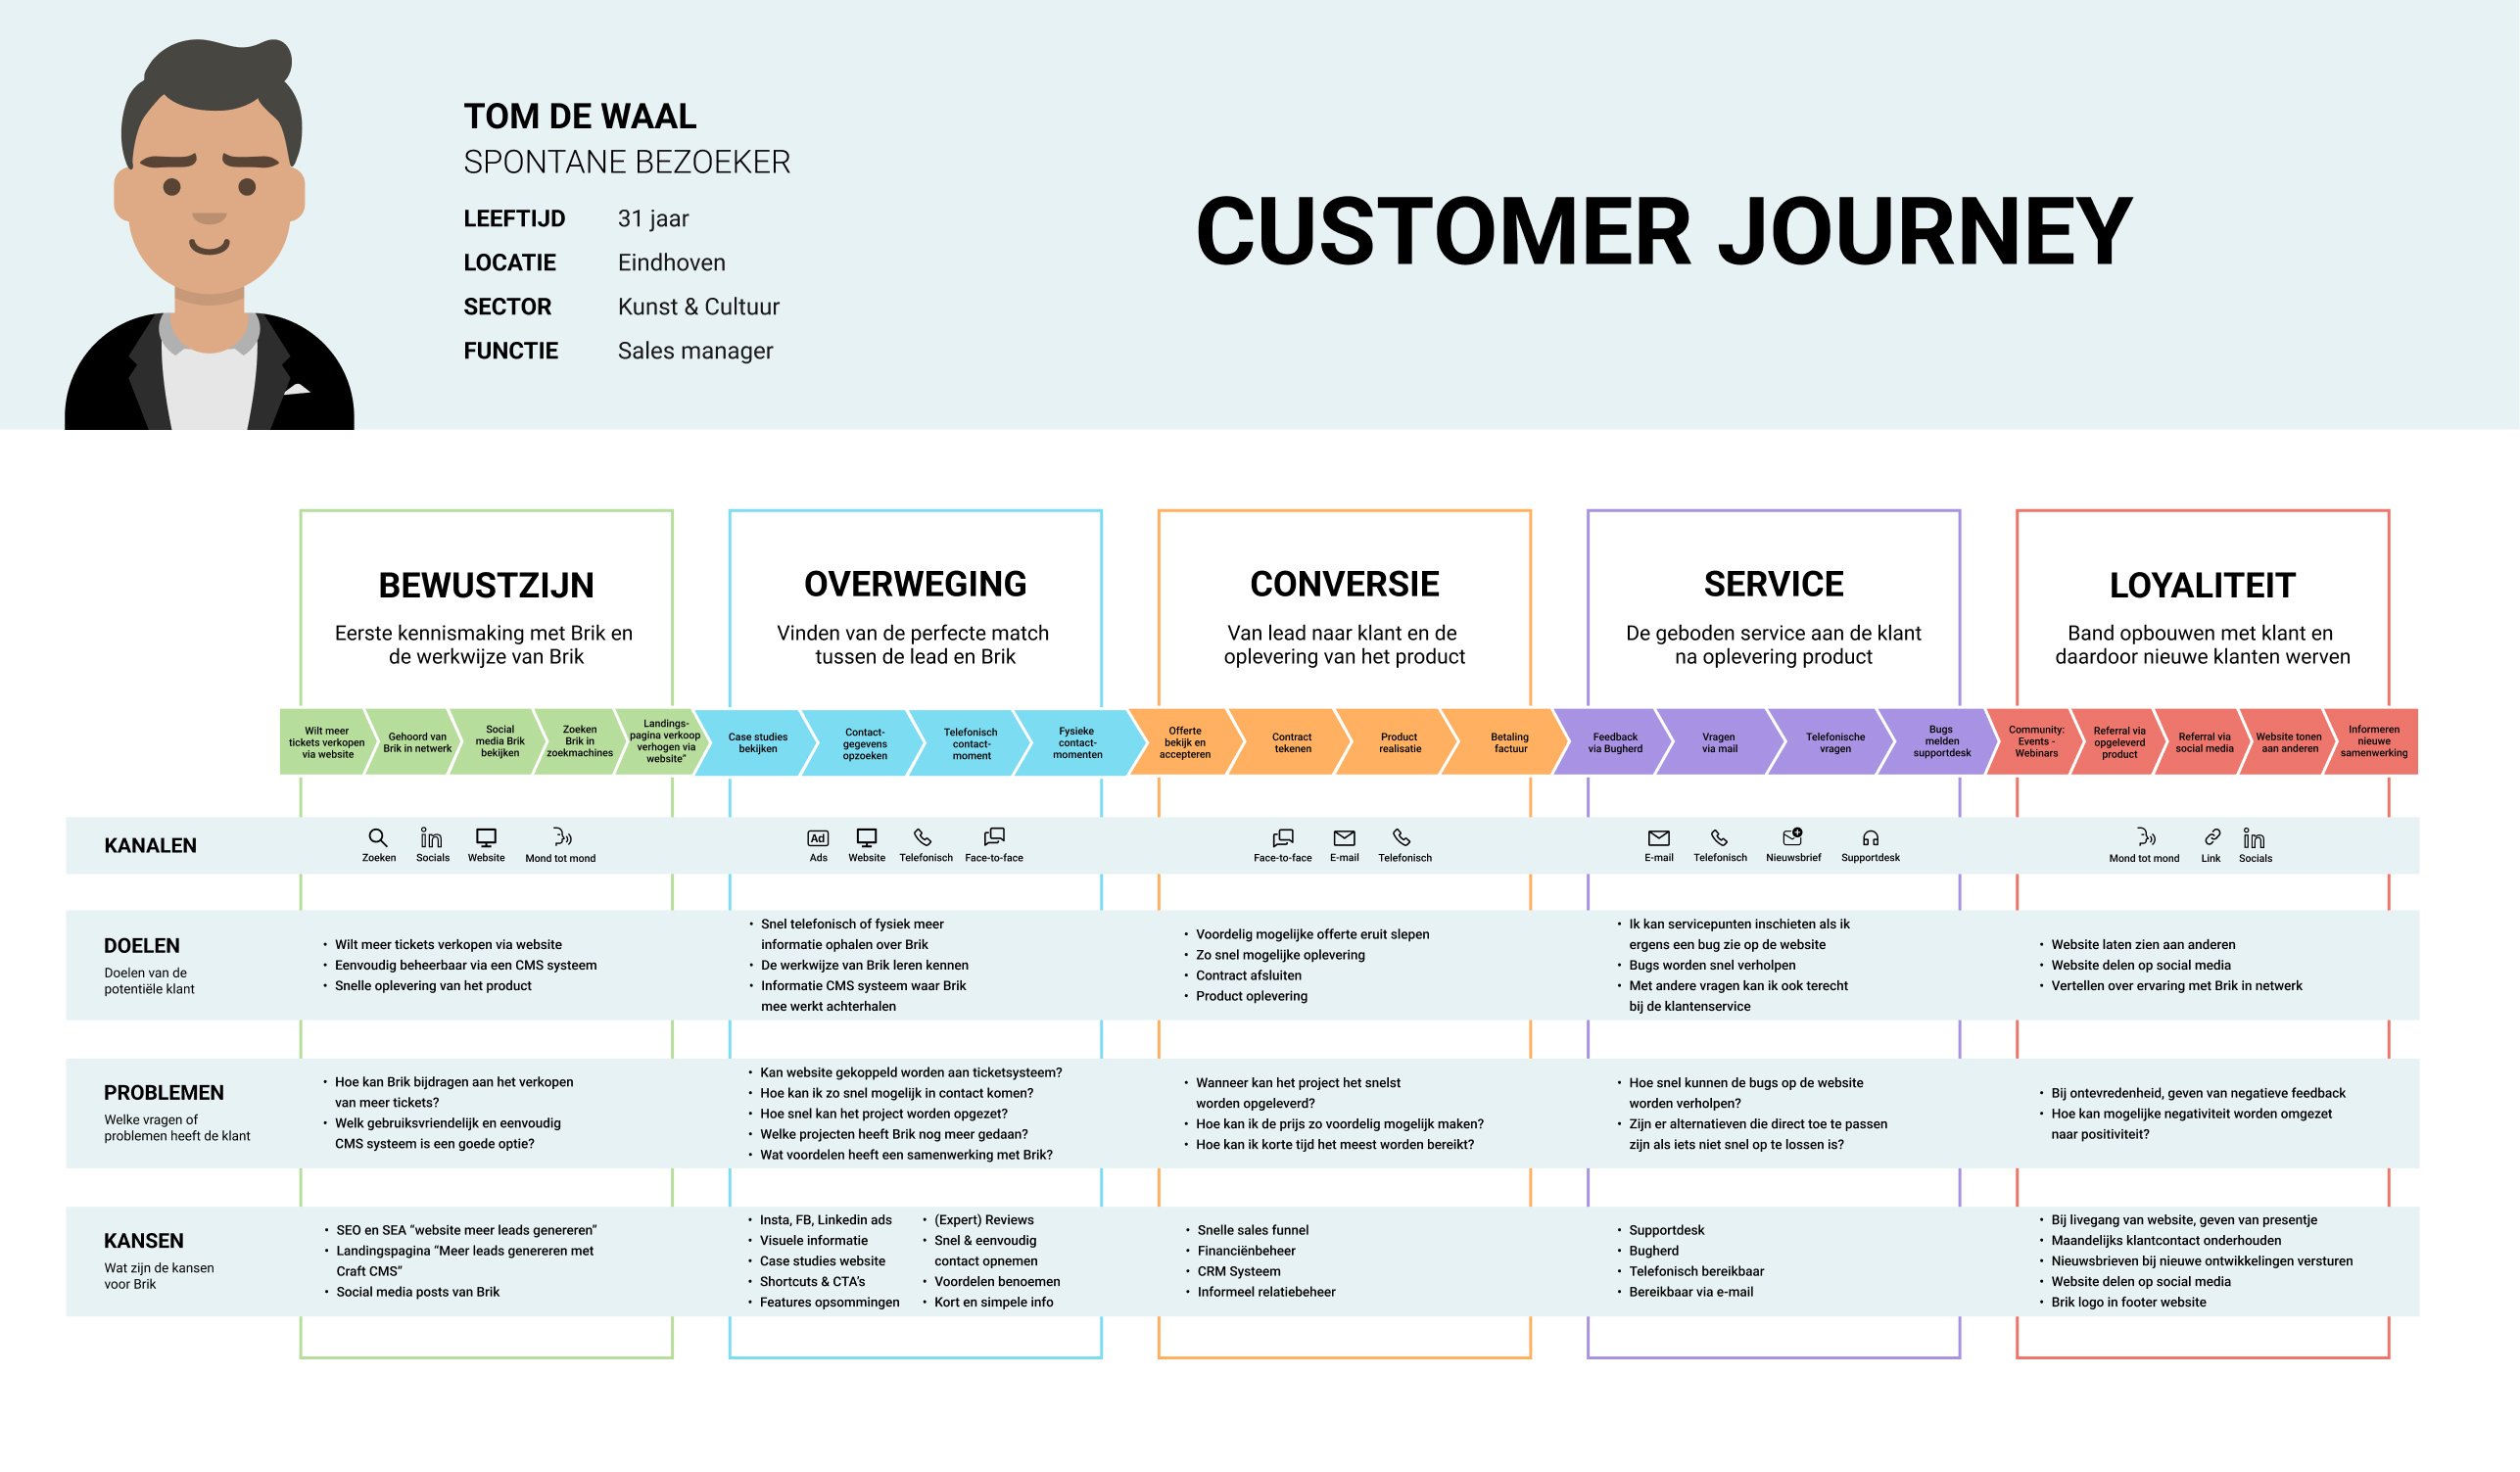 TOM DE WAAL
SPONTANE BEZOEKER
LEEFTIJD 31 jaar
LOCATIE Eindhoven
SECTOR Kunst & Cultuur
FUNCTIE Sales manager
CUSTOMER JOURNEY
BEWUSTZIJN
Eerste kennismaking met Brik en
de werkwijze van Brik
OVERWEGING
Vinden van de perfecte match
tussen de lead en Brik
CONVERSIE
Van lead naar klant en de
oplevering van het product
SERVICE
De geboden service aan de klant
na oplevering product
LOYALITEIT
Band opbouwen met klant en
daardoor nieuwe klanten werven
Wilt meer
tickets verkopen
via website
Gehoord van
Brik in netwerk
Social
media Brik
bekijken
Zoeken
Brik in
zoekmachines
Landings-
pagina verkoop
verhogen via
website"
Case studies
bekijken
Contact-
gegevens
opzoeken
Telefonisch
contact-
moment
Fysieke
contact-
momenten
Offerte
bekijk en
accepteren
Contract
tekenen
Product
realisatie
Betaling
factuur
Feedback
via Bugherd
Vragen
via mail
Telefonische
vragen
Bugs
melden
supportdesk
Community:
Events -
Webinars
Referral via
opgeleverd
product
Referral via
social media
Website tonen
aan anderen
Informeren
nieuwe
samenwerking
KANALEN
Zoeken
in
Socials
Website
Mond tot mond
Ad
Ads
Website
Telefonisch
Face-to-face
Face-to-face
E-mail
Telefonisch
E-mail
Telefonisch
Nieuwsbrief
Supportdesk
Mond tot mond
Link
in
Socials
DOELEN
Doelen van de
potentiële klant
• Wilt meer tickets verkopen via website
• Eenvoudig beheerbaar via een CMS systeem
• Snelle oplevering van het product
• Snel telefonisch of fysiek meer
informatie ophalen over Brik
• De werkwijze van Brik leren kennen
• Informatie CMS systeem waar Brik
mee werkt achterhalen
• Voordelig mogelijke offerte eruit slepen
• Zo snel mogelijke oplevering
• Contract afsluiten
• Product oplevering
• Ik kan servicepunten inschieten als ik
ergens een bug zie op de website
• Bugs worden snel verholpen
• Met andere vragen kan ik ook terecht
bij de klantenservice
• Website laten zien aan anderen
• Website delen op social media
• Vertellen over ervaring met Brik in netwerk
PROBLEMEN
Welke vragen of
problemen heeft de klant
• Hoe kan Brik bijdragen aan het verkopen
van meer tickets?
• Welk gebruiksvriendelijk en eenvoudig
CMS systeem is een goede optie?
• Kan website gekoppeld worden aan ticketsysteem?
• Hoe kan ik zo snel mogelijk in contact komen?
• Hoe snel kan het project worden opgezet?
• Welke projecten heeft Brik nog meer gedaan?
• Wat voordelen heeft een samenwerking met Brik?
• Wanneer kan het project het snelst
worden opgeleverd?
• Hoe kan ik de prijs zo voordelig mogelijk maken?
• Hoe kan ik korte tijd het meest worden bereikt?
• Hoe snel kunnen de bugs op de website
worden verholpen?
• Zijn er alternatieven die direct toe te passen
zijn als iets niet snel op te lossen is?
• Bij ontevredenheid, geven van negatieve feedback
• Hoe kan mogelijke negativiteit worden omgezet
naar positiviteit?
KANSEN
Wat zijn de kansen
voor Brik
• SEO en SEA "website meer leads genereren"
• Landingspagina "Meer leads genereren met
Craft CMS"
• Social media posts van Brik
• Insta, FB, Linkedin ads
• Visuele informatie
• Case studies website
• Shortcuts & CTA's
• Features opsommingen
• (Expert) Reviews
• Snel & eenvoudig
contact opnemen
• Voordelen benoemen
• Kort en simpele info
• Snelle sales funnel
• Financiënbeheer
• CRM Systeem
• Informeel relatiebeheer
• Supportdesk
• Bugherd
• Telefonisch bereikbaar
• Bereikbaar via e-mail
• Bij livegang van website, geven van presentje
• Maandelijks klantcontact onderhouden
• Nieuwsbrieven bij nieuwe ontwikkelingen versturen
• Website delen op social media
• Brik logo in footer website